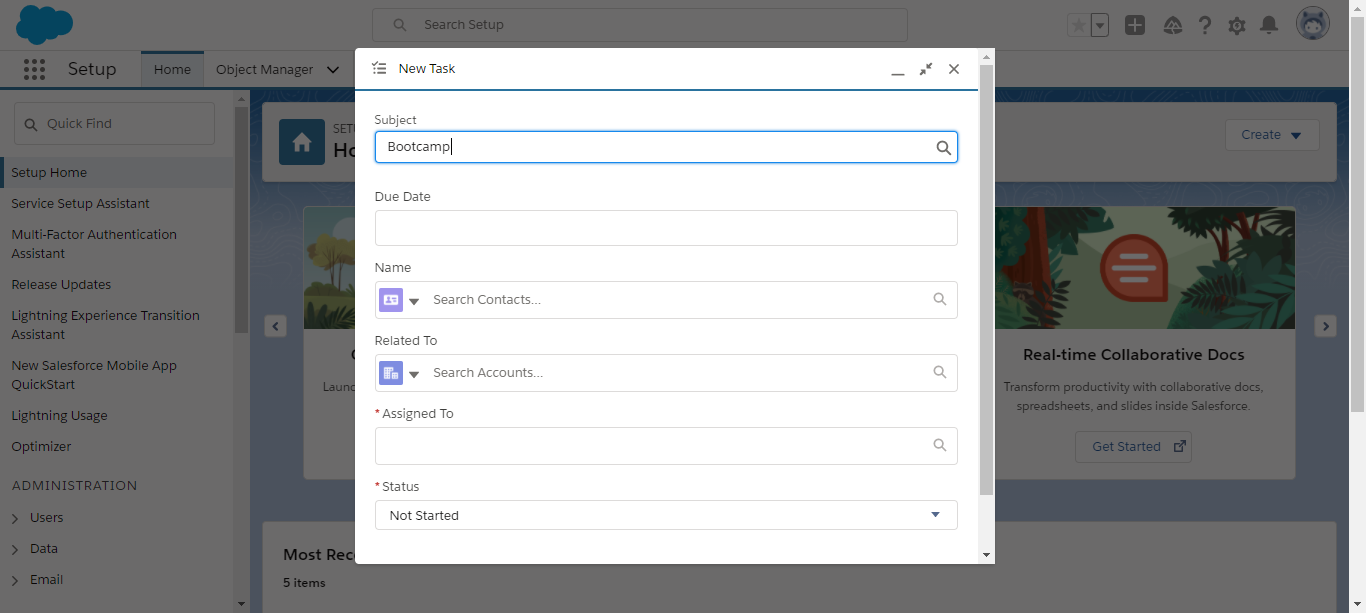 Search Setup
Setup
Home
Object Manager
Quick Find
Setup Home
Service Setup Assistant
Multi-Factor Authentication
Assistant
Release Updates
Lightning Experience Transition
Assistant
New Salesforce Mobile App
QuickStart
Lightning Usage
Optimizer
ADMINISTRATION
Users
Data
Email
SETU
Ho
Create
New Task
Subject
Bootcamp
Due Date
Name
Search Contacts...
Related To
Search Accounts...
*Assigned To
*Status
Not Started
Launc
Real-time Collaborative Docs
Transform productivity with collaborative docs,
spreadsheets, and slides inside Salesforce.
Get Started
Most Rec
5 items